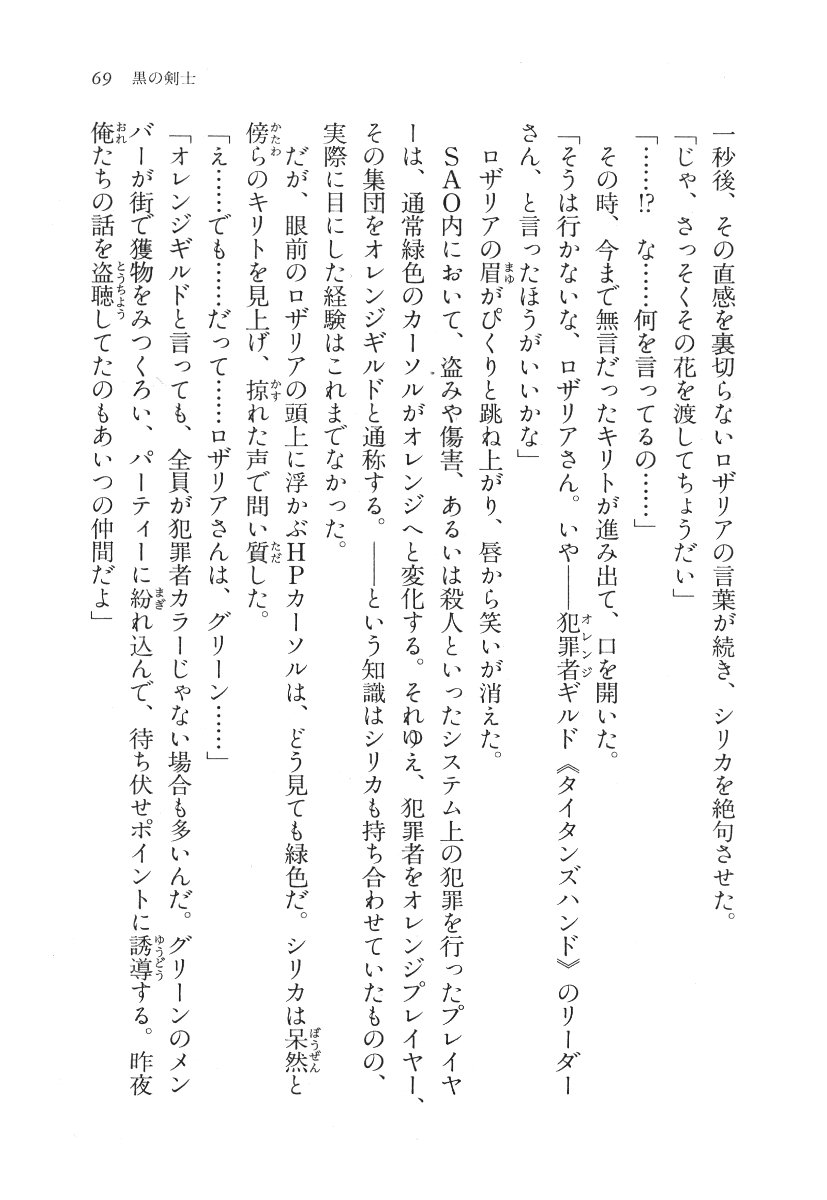 69　黒の剣士
一秒後、その直感を裏切らないロザリアの言葉が続き、シリカを絶句させた。
「じゃ、さっそくその花を渡してちょうだい」
「……!?　な……何を言ってるの……」
　その時、今まで無言だったキリトが進み出て、口を開いた。
「そうは行かないな、ロザリアさん。いや――犯罪者ギルド《タイタンズハンド》のリーダー
さん、と言ったほうがいいかな」
　ロザリアの眉がぴくりと跳ね上がり、唇から笑いが消えた。
　ＳＡＯ内において、盗みや傷害、あるいは殺人といったシステム上の犯罪を行ったプレイヤ
ーは、通常緑色のカーソルがオレンジへと変化する。それゆえ、犯罪者をオレンジプレイヤー、
その集団をオレンジギルドと通称する。――という知識はシリカも持ち合わせていたものの、
実際に目にした経験はこれまでなかった。
　だが、眼前のロザリアの頭上に浮かぶＨＰカーソルは、どう見ても緑色だ。シリカは呆然と
傍らのキリトを見上げ、掠れた声で問い質した。
「え……でも……だって……ロザリアさんは、グリーン……」
「オレンジギルドと言っても、全員が犯罪者カラーじゃない場合も多いんだ。グリーンのメン
バーが街で獲物をみつくろい、パーティーに紛れ込んで、待ち伏せポイントに誘導する。昨夜
俺たちの話を盗聴してたのもあいつの仲間だよ」